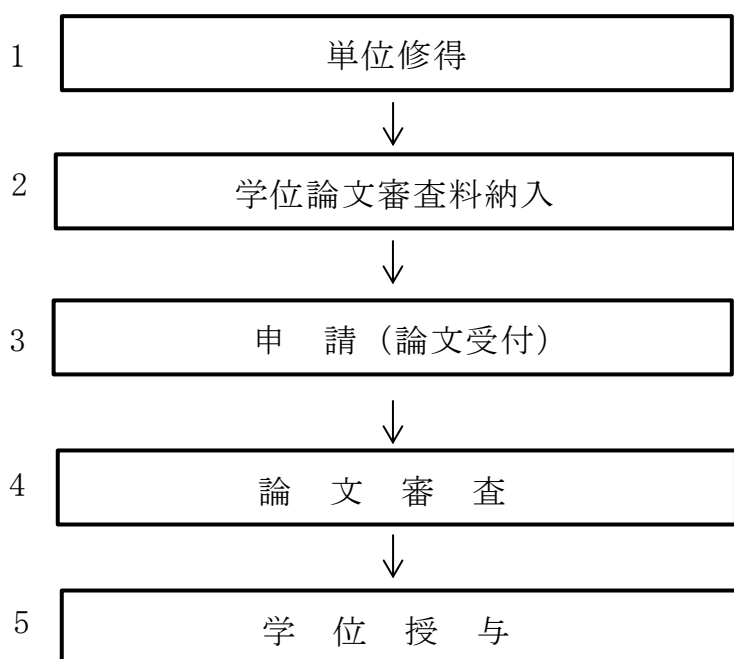 1 単位修得
2 学位論文審査料納入
3 申　請（論文受付）
4 論　文　審　査
5 学　位　授　与